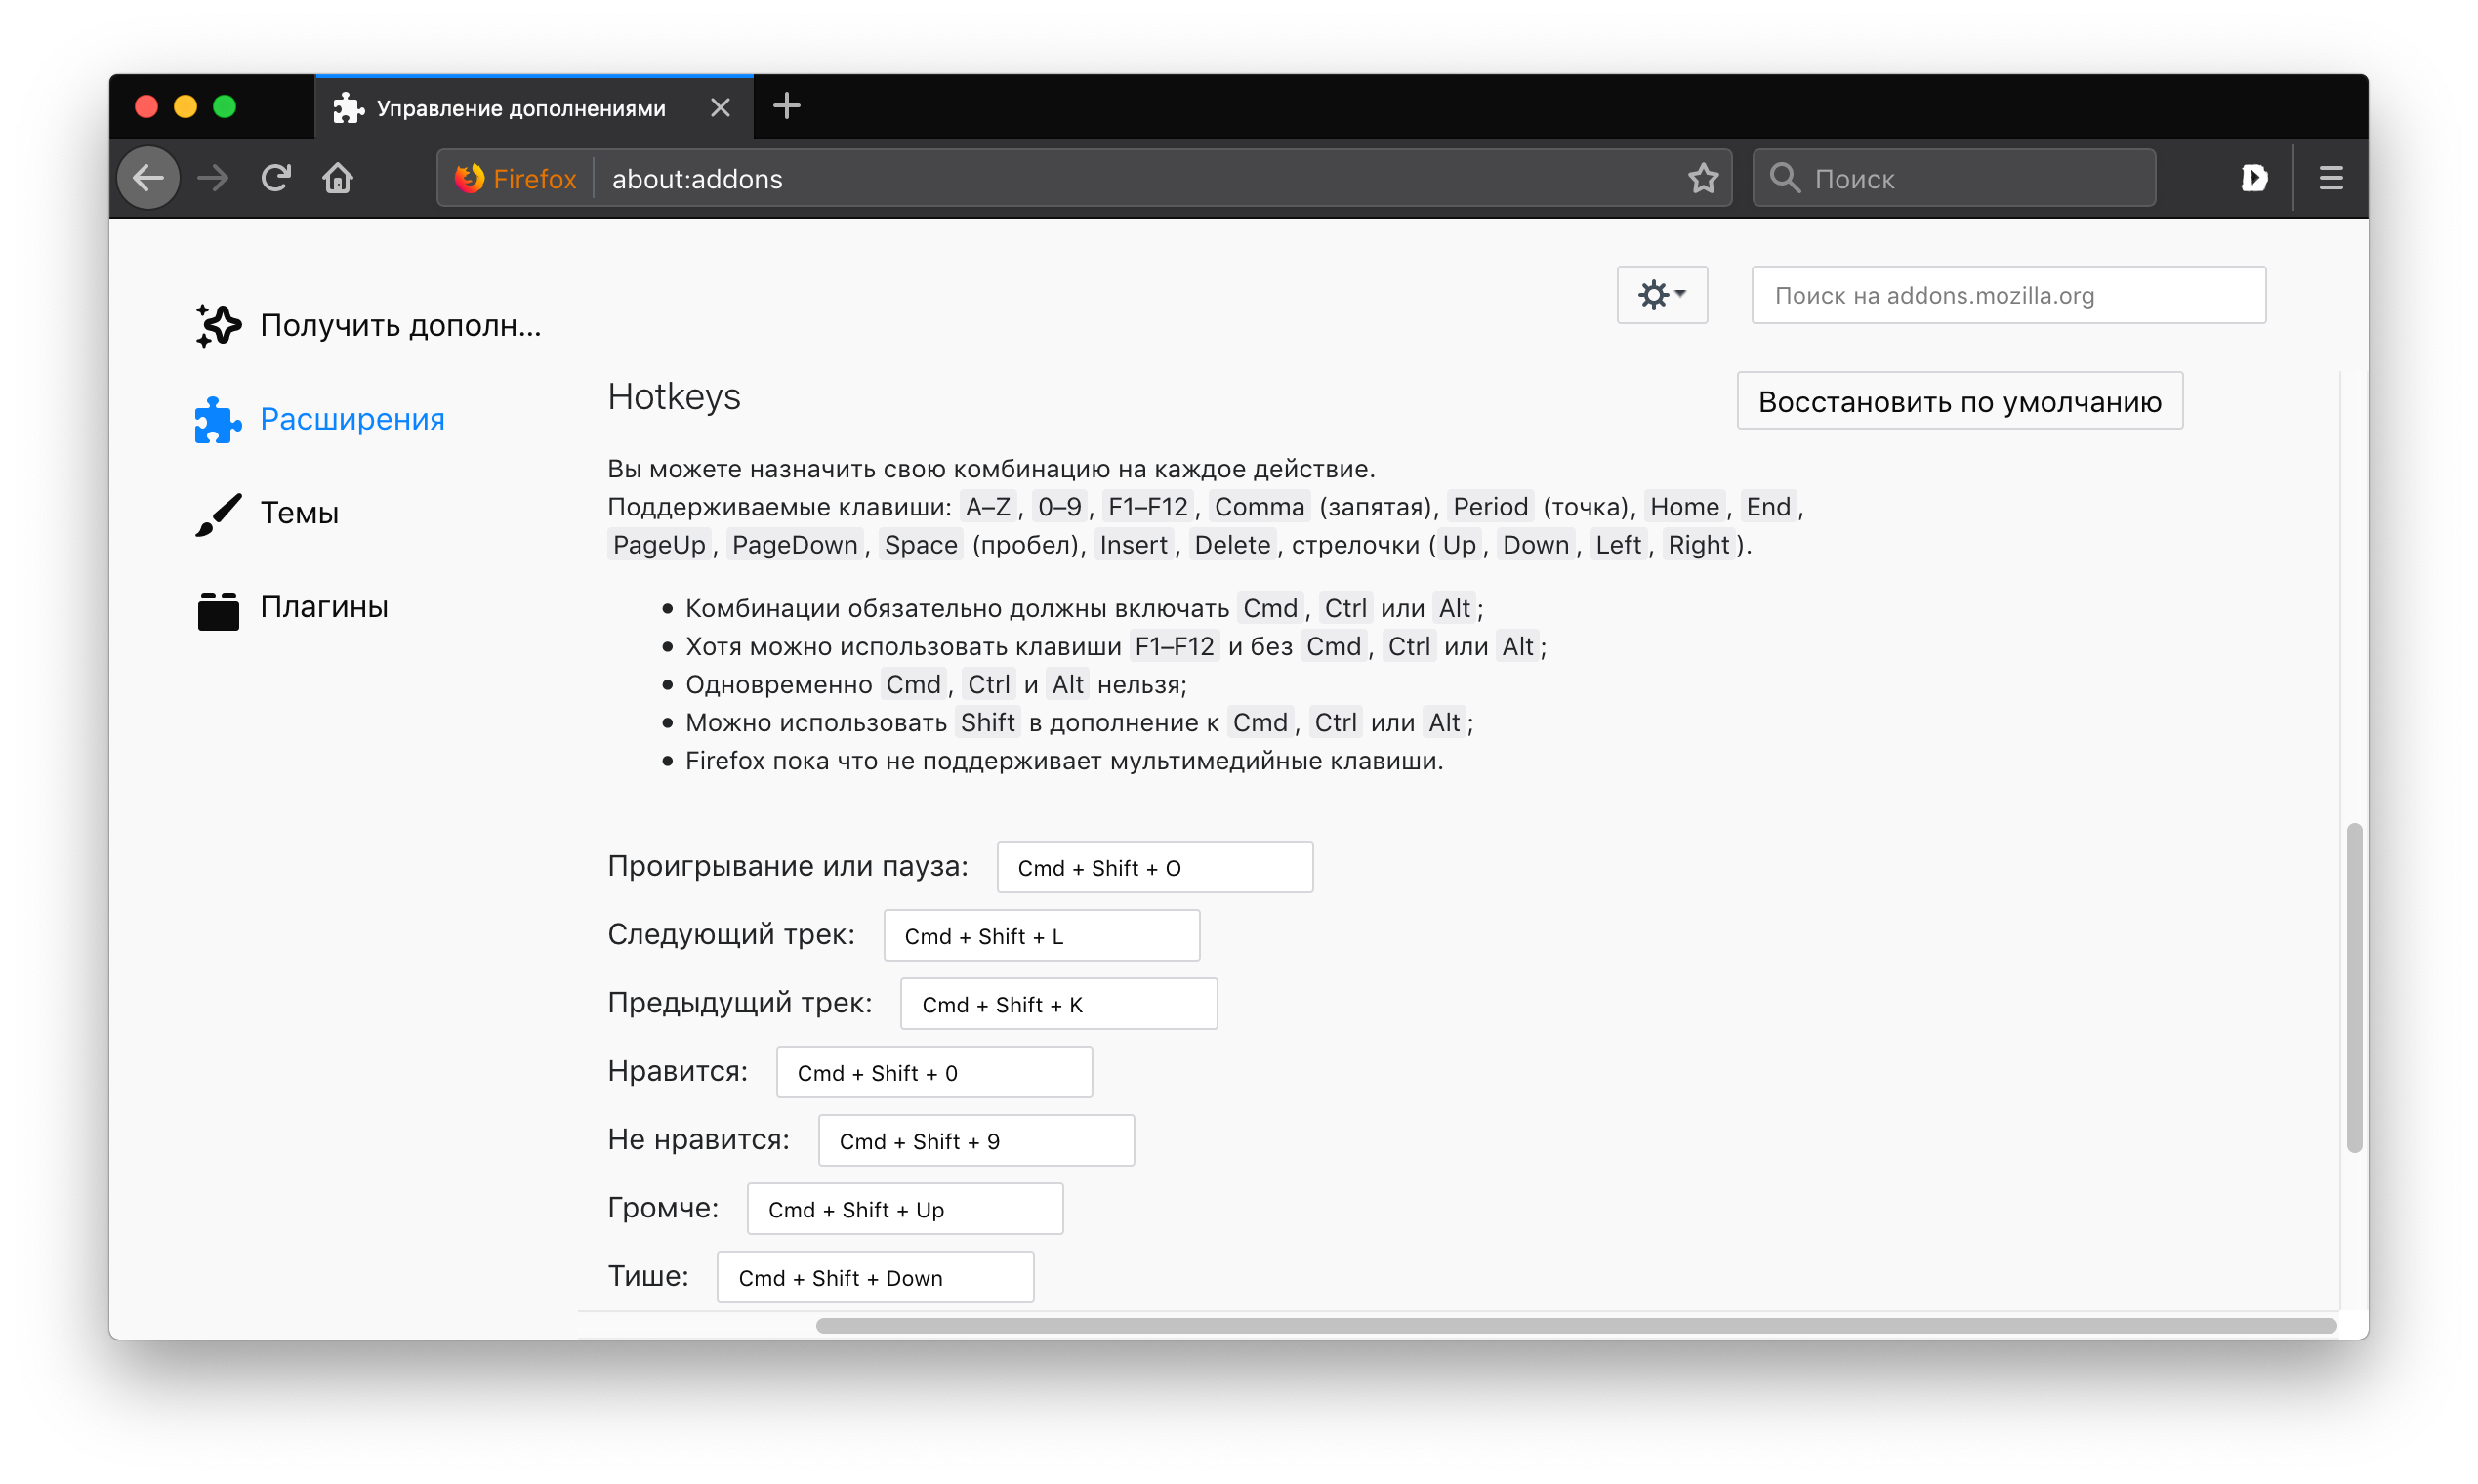 Управление дополнениями
Firefox about:addons
Поиск
Поиск на addons.mozilla.org
Получить дополн...
Расширения
Темы
Плагины
Hotkeys
Восстановить по умолчанию
Вы можете назначить свою комбинацию на каждое действие.
Поддерживаемые клавиши: A–Z, 0–9, F1–F12, Comma (запятая), Period (точка), Home, End,
PageUp, PageDown, Space (пробел), Insert, Delete, стрелочки (Up, Down, Left, Right).
• Комбинации обязательно должны включать Cmd, Ctrl или Alt;
• Хотя можно использовать клавиши F1–F12 и без Cmd, Ctrl или Alt;
• Одновременно Cmd, Ctrl и Alt нельзя;
• Можно использовать Shift в дополнение к Cmd, Ctrl или Alt;
• Firefox пока что не поддерживает мультимедийные клавиши.
Проигрывание или пауза: Cmd + Shift + O
Следующий трек: Cmd + Shift + L
Предыдущий трек: Cmd + Shift + K
Нравится: Cmd + Shift + 0
Не нравится: Cmd + Shift + 9
Громче: Cmd + Shift + Up
Тише: Cmd + Shift + Down